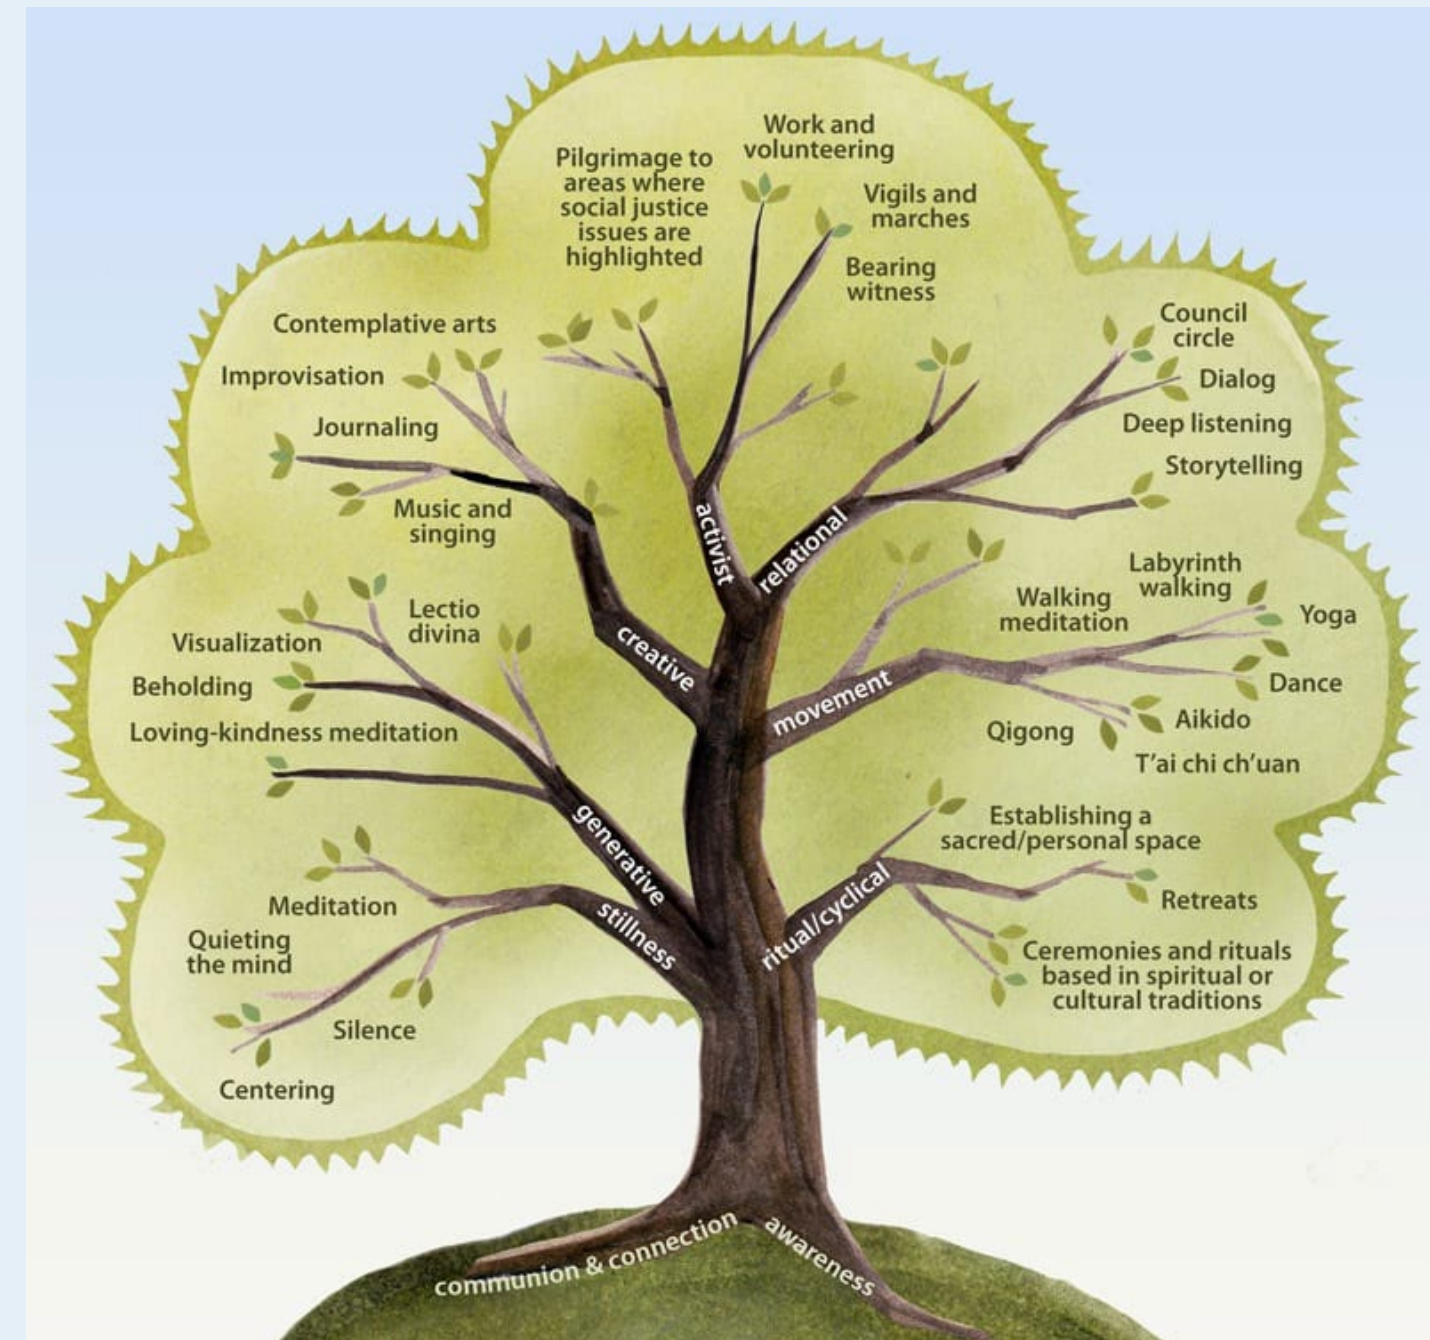 Work and
volunteering
Pilgrimage to
areas where
social justice
issues are
highlighted
Vigils and
marches
Bearing
witness
Contemplative arts
Improvisation
Journaling
Music and
singing
Council
circle
Dialog
Deep listening
Storytelling
activist
relational
creative
movement
Labyrinth
walking
Walking
meditation
Yoga
Dance
Aikido
Qigong
T'ai chi ch'uan
Lectio
divina
Visualization
Beholding
Loving-kindness meditation
generative
stillness
ritual/cyclical
Establishing a
sacred/personal space
Retreats
Ceremonies and rituals
based in spiritual or
cultural traditions
Meditation
Quieting
the mind
Silence
Centering
communion & connection
awareness